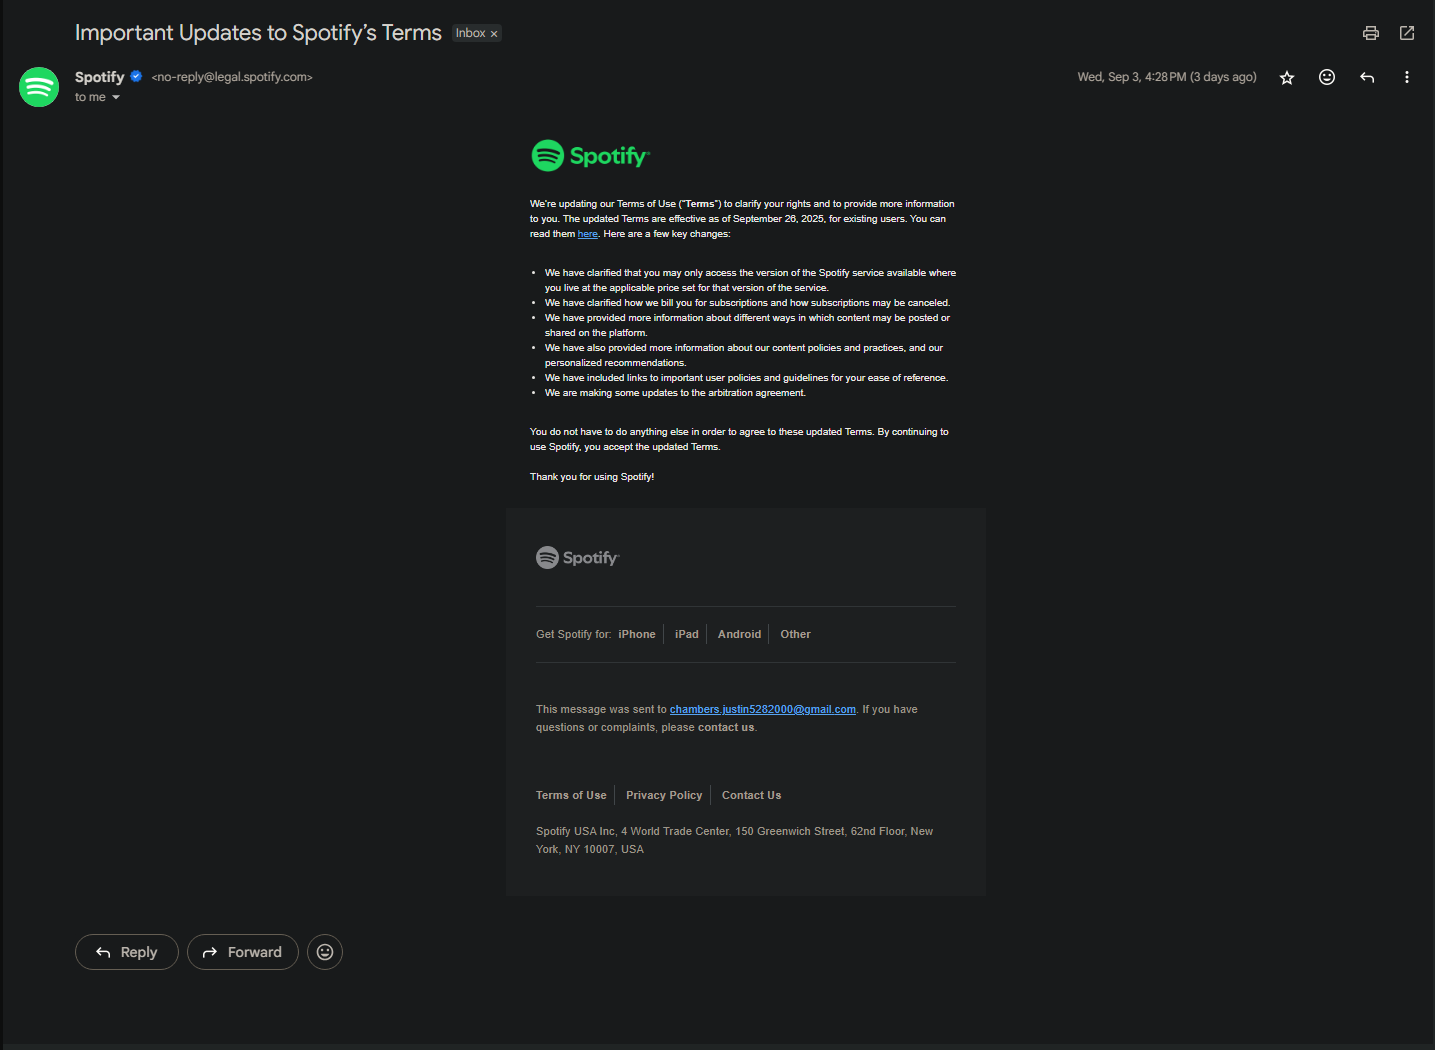 Important Updates to Spotify’s Terms Inbox ×
Spotify <no-reply@legal.spotify.com> Wed, Sep 3, 4:28 PM (3 days ago)
to me
Spotify
We're updating our Terms of Use ("Terms") to clarify your rights and to provide more information
to you. The updated Terms are effective as of September 26, 2025, for existing users. You can
read them here. Here are a few key changes:
• We have clarified that you may only access the version of the Spotify service available where
you live at the applicable price set for that version of the service.
• We have clarified how we bill you for subscriptions and how subscriptions may be canceled.
• We have provided more information about different ways in which content may be posted or
shared on the platform.
• We have also provided more information about our content policies and practices, and our
personalized recommendations.
• We have included links to important user policies and guidelines for your ease of reference.
• We are making some updates to the arbitration agreement.
You do not have to do anything else in order to agree to these updated Terms. By continuing to
use Spotify, you accept the updated Terms.
Thank you for using Spotify!
Spotify
Get Spotify for: iPhone iPad Android Other
This message was sent to chambers.justin5282000@gmail.com. If you have
questions or complaints, please contact us.
Terms of Use Privacy Policy Contact Us
Spotify USA Inc, 4 World Trade Center, 150 Greenwich Street, 62nd Floor, New
York, NY 10007, USA
Reply Forward